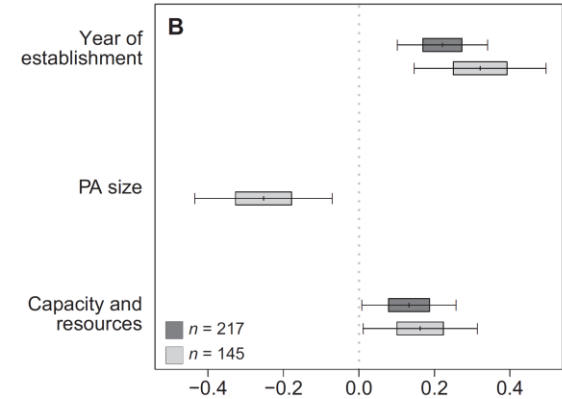 B
Year of
establishment
PA size
Capacity and
resources
n = 217
n = 145
−0.4 −0.2 0.0 0.2 0.4